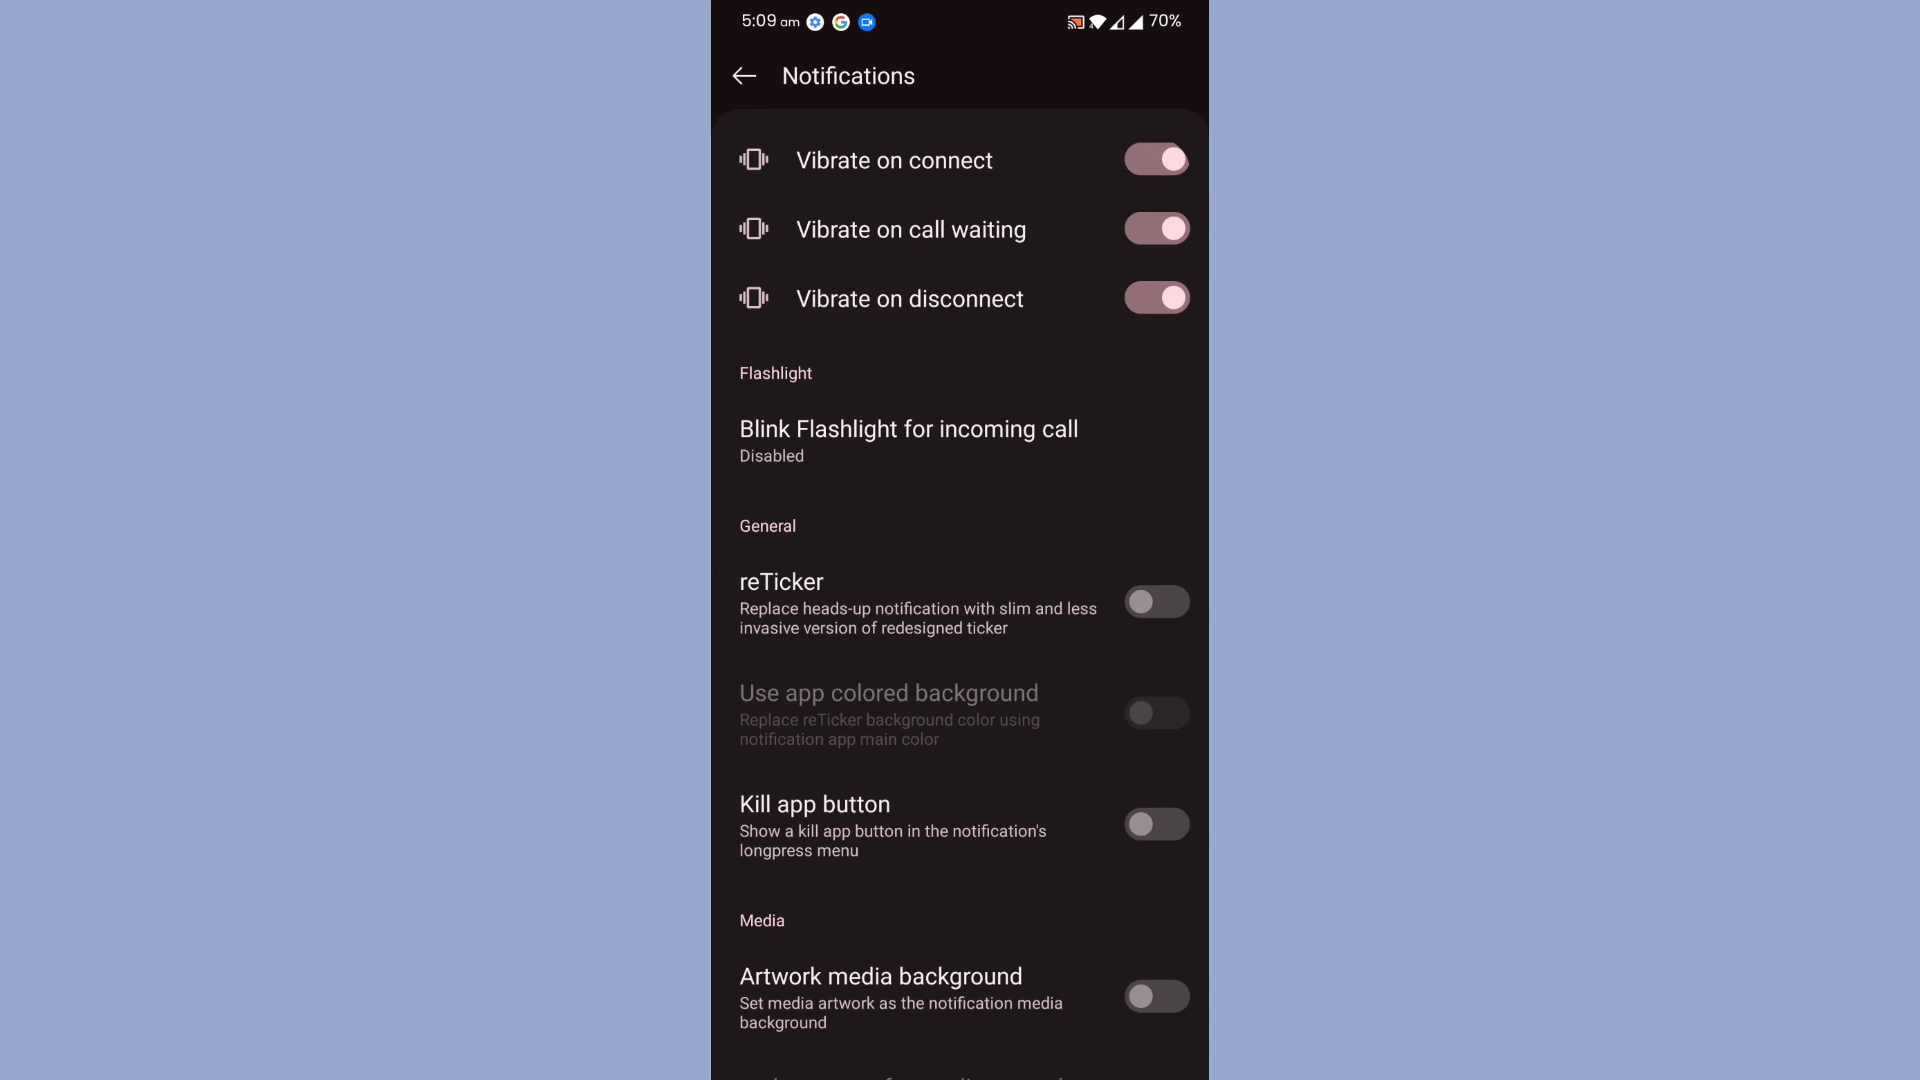 5:09 am
70%
Notifications
Vibrate on connect
Vibrate on call waiting
Vibrate on disconnect
Flashlight
Blink Flashlight for incoming call
Disabled
General
reTicker
Replace heads-up notification with slim and less
invasive version of redesigned ticker
Use app colored background
Replace reTicker background color using
notification app main color
Kill app button
Show a kill app button in the notification's
longpress menu
Media
Artwork media background
Set media artwork as the notification media
background